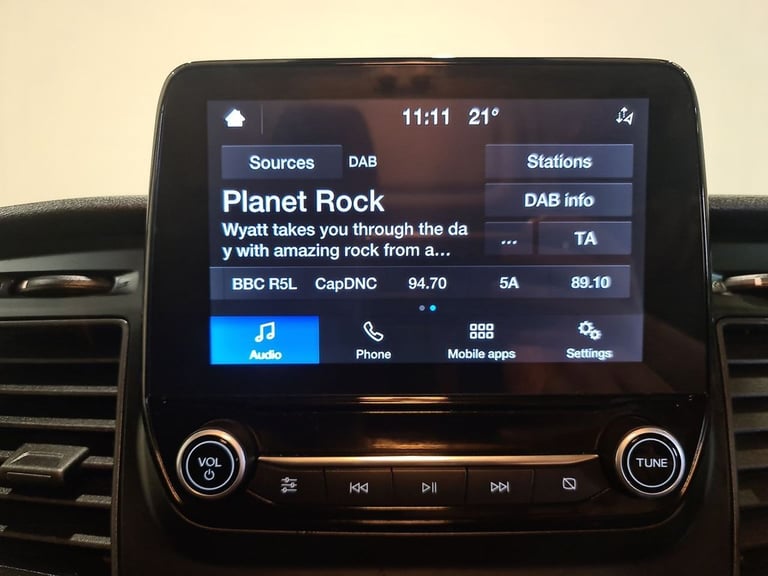 11:11 21°
Sources DAB Stations
Planet Rock DAB info
Wyatt takes you through the da
y with amazing rock from a...
... TA
BBC R5L CapDNC 94.70 5A 89.10
Audio Phone Mobile apps Settings
VOL TUNE